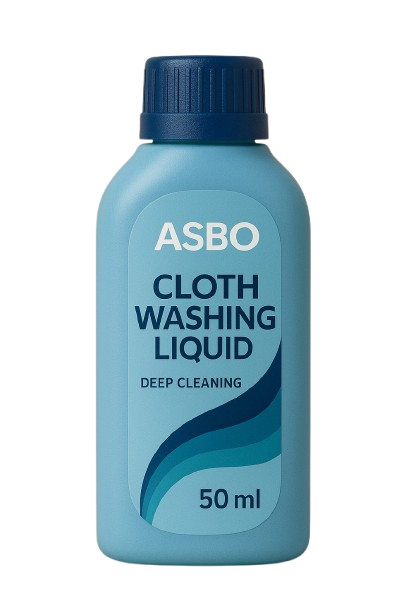 ASBO
CLOTH
WASHING
LIQUID
DEEP CLEANING
50 ml